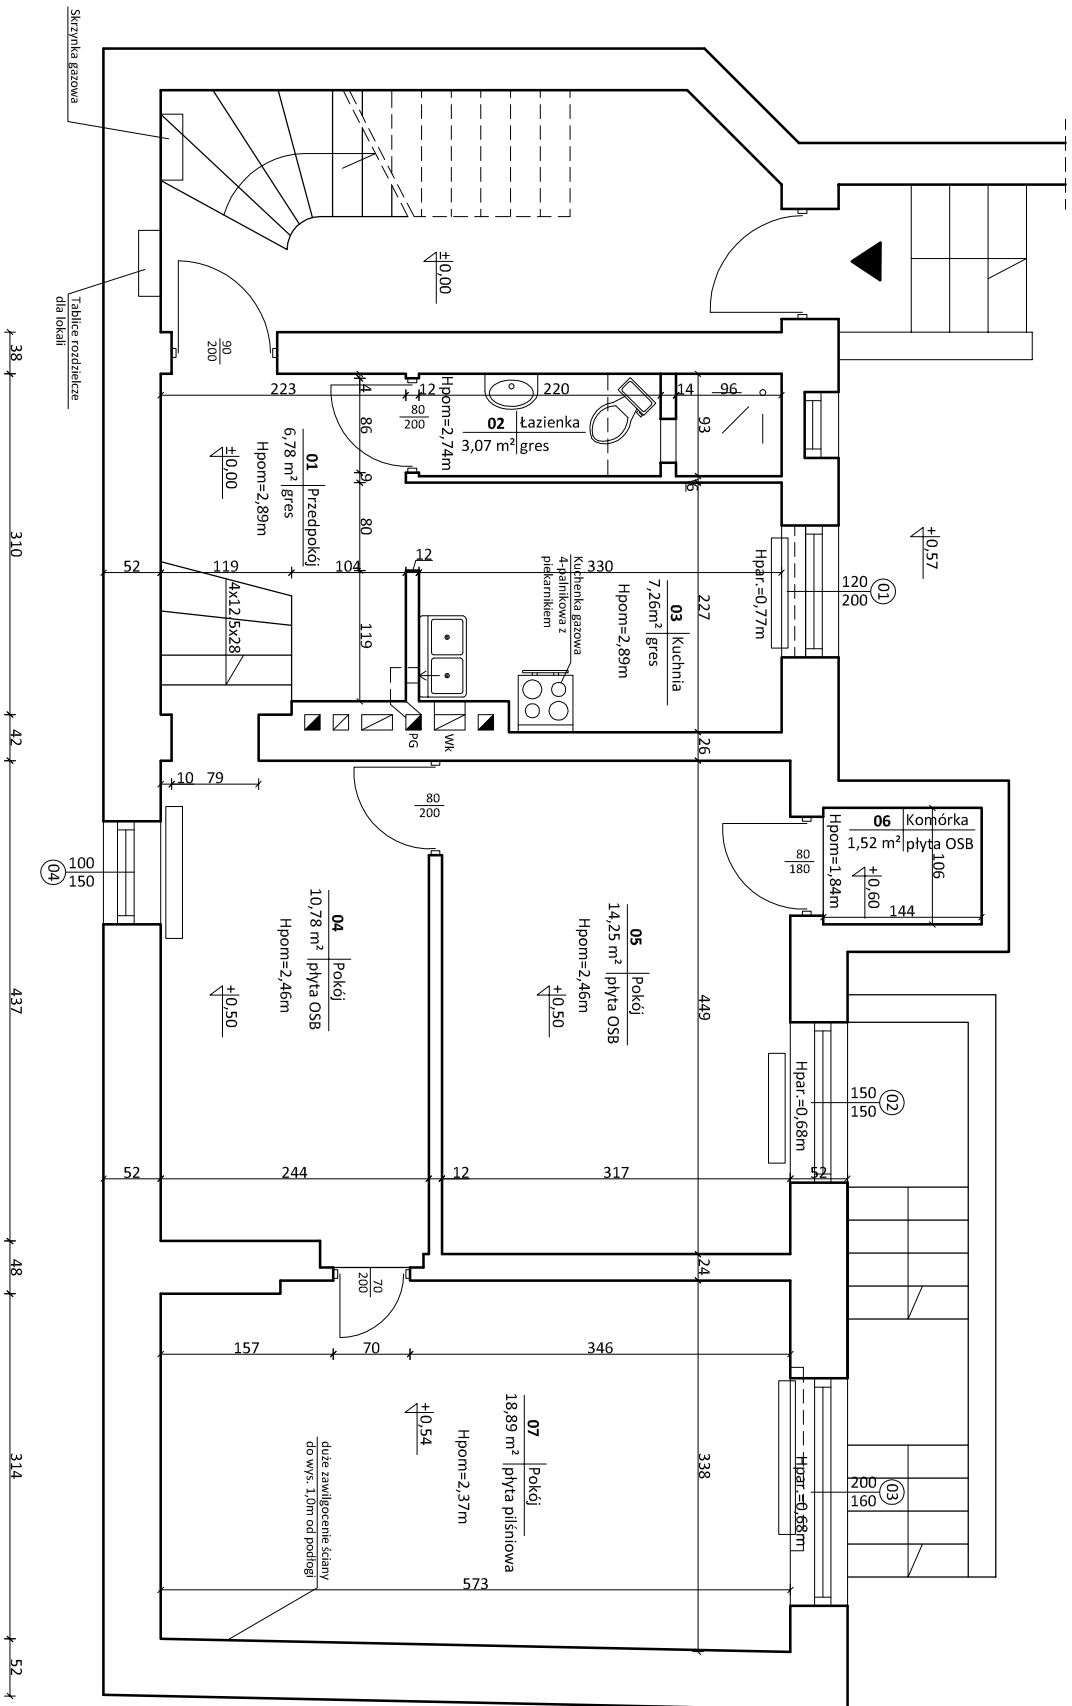 Skrzynka gazowa
Tablice rozdzielcze
dla lokali
±0,00
90
200
38
223
4
12
220
14
96
86
80
200
Hpom=2,74m
02 Łazienka
3,07 m² gres
93
9
6
01 Przedpokój
6,78 m² gres
Hpom=2,89m
±0,00
80
310
+0,57
52
119
104
12
330
4x12,5x28
119
Kuchenka gazowa
4-palnikowa z
piekarnikiem
03 Kuchnia
7,26m² gres
Hpom=2,89m
227
Hpar.=0,77m
120
200
01
PG
Wk
42
26
10
79
80
200
80
180
06 Komórka
1,52 m² płyta OSB
Hpom=1,84m
+0,60
106
144
04
100
150
04 Pokój
10,78 m² płyta OSB
Hpom=2,46m
+0,50
05 Pokój
14,25 m² płyta OSB
Hpom=2,46m
+0,50
437
449
Hpar.=0,68m
150
150
02
52
244
12
317
52
48
24
70
200
157
70
346
07 Pokój
18,89 m² płyta pilśniowa
Hpom=2,37m
+0,54
314
338
Hpar.=0,68m
200
160
03
duże zawilgocenie ściany
do wys. 1,0m od podłogi
573
52